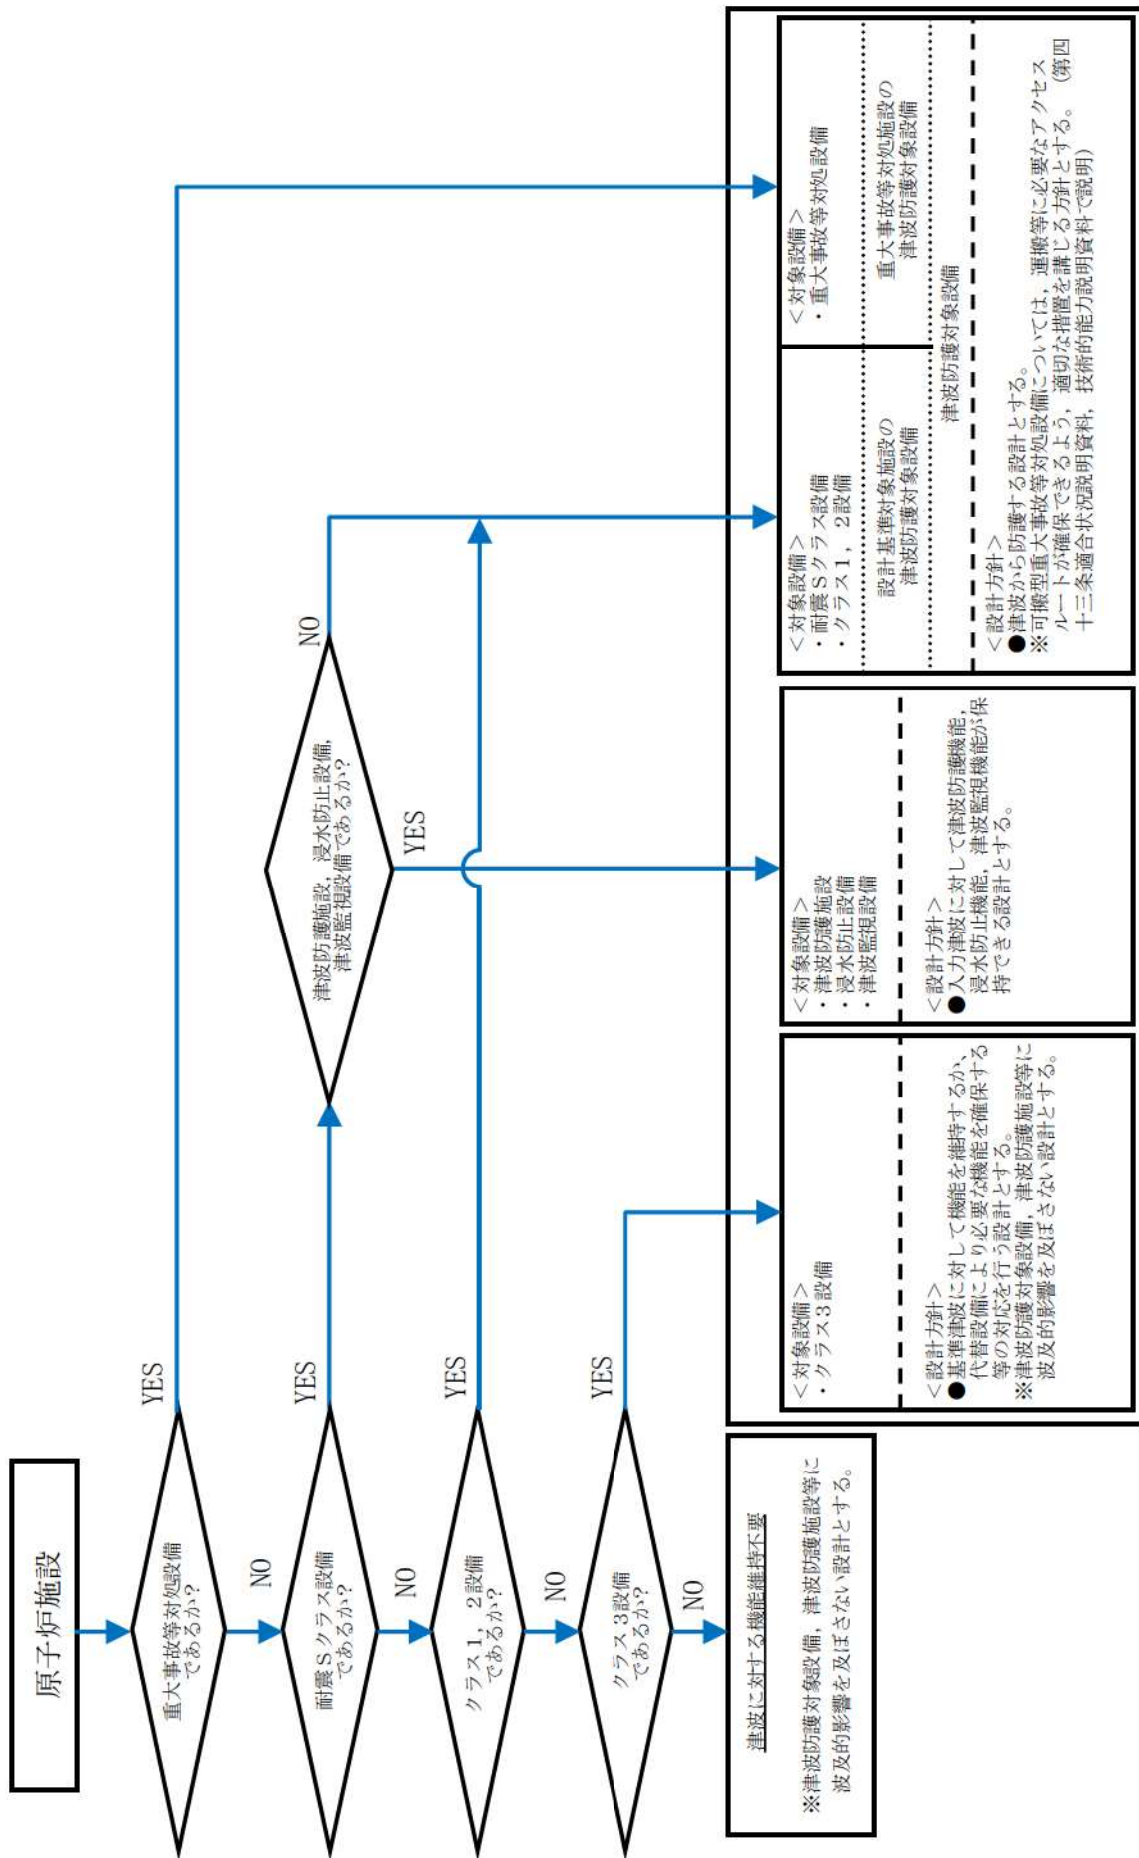 原子炉施設
重大事故等対処設備
であるか?
YES
NO
耐震Sクラス設備
であるか?
YES
NO
津波防護施設，浸水防止設備，
津波監視設備であるか?
NO
YES
クラス1，2設備
であるか?
YES
NO
クラス3設備
であるか?
YES
NO
津波に対する機能維持不要
※津波防護対象設備，津波防護施設等に
波及的影響を及ぼさない設計とする。
＜対象設備＞
・クラス3設備
＜設計方針＞
●基準津波に対して機能を維持するか、
代替設備により必要な機能を確保する
等の対応を行う設計とする。
※津波防護対象設備，津波防護施設等に
波及的影響を及ぼさない設計とする。
＜対象設備＞
・津波防護施設
・浸水防止設備
・津波監視設備
＜設計方針＞
●入力津波に対して津波防護機能，
浸水防止機能，津波監視機能が保
持できる設計とする。
＜対象設備＞
・耐震Sクラス設備
・クラス1，2設備
設計基準対象施設の
津波防護対象設備
＜対象設備＞
・重大事故等対処設備
重大事故等対処施設の
津波防護対象設備
津波防護対象設備
＜設計方針＞
●津波から防護する設計とする。
※可搬型重大事故等対処設備については，運搬等に必要なアクセス
ルートが確保できるよう，適切な措置を講じる方針とする。（第四
十三条適合状況説明資料，技術的能力説明資料で説明）